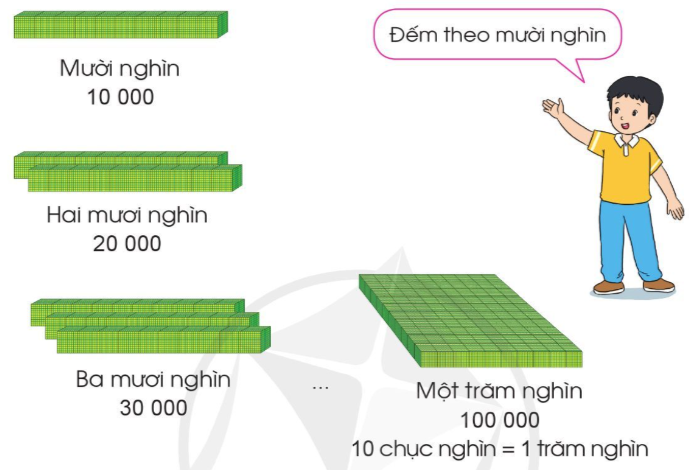 Đếm theo mười nghìn
Mười nghìn
10 000
Hai mươi nghìn
20 000
Ba mươi nghìn
30 000
...
Một trăm nghìn
100 000
10 chục nghìn = 1 trăm nghìn